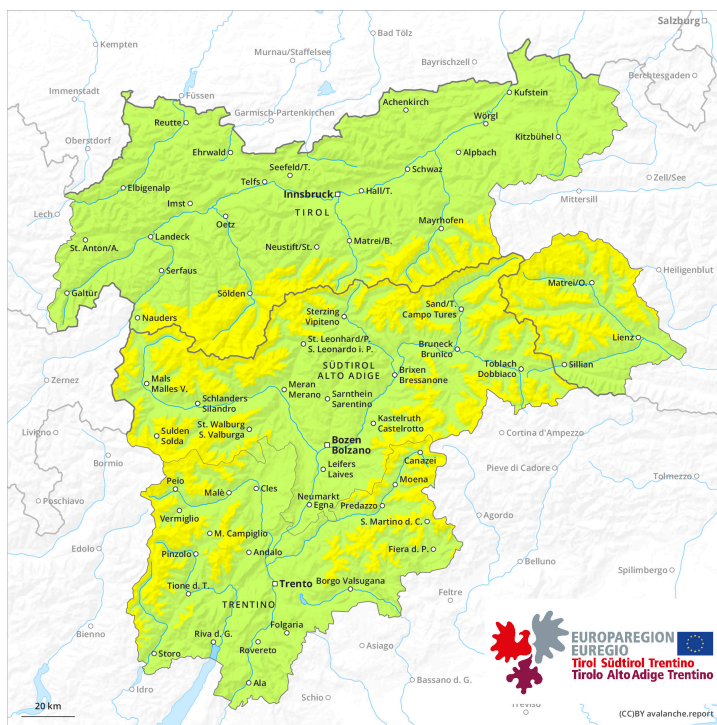 Salzburg
Kempten
Bad Tölz
Murnau/Staffelsee
Bayrischzell
Berchtesgaden
Immenstadt
Füssen
Garmisch-Partenkirchen
Achenkirch
Kufstein
Reutte
Wörgl
Oberstdorf
Ehrwald
Kitzbühel
Alpbach
Seefeld/T.
Schwaz
Telfs
Zell/See
Elbigenalp
Innsbruck
Hall/T.
Mittersill
Imst
TIROL
Lech
Oetz
Mayrhofen
Landeck
Neustift/St.
Matrei/B.
St. Anton/A.
Serfaus
Heiligenblut
Galtür
Sölden
Matrei/O.
Nauders
Sterzing
Vipiteno
Sand/T.
Campo Tures
St. Leonhard/P.
S. Leonardo i. P.
Lienz
Bruneck
Brunico
Toblach
Dobbiaco
Sillian
SÜDTIROL
ALTO ADIGE
Brixen
Bressanone
Zernez
Mals
Malles V.
Meran
Merano
Schlanders
Silandro
Sarnthein
Sarentino
Kastelruth
Castelrotto
St. Walburg
S. Valburga
Livigno
Sulden
Solda
Bozen
Bolzano
Cortina d'Ampezzo
Bormio
Canazei
Leifers
Laives
Pieve di Cadore
Tolmezzo
Peio
Moena
Malè
Cles
Neumarkt
Egna
Poschiavo
Predazzo
Vermiglio
S. Martino d. C.
Agordo
M. Campiglio
Edolo
Pinzolo
Andalo
Fiera d. P.
Belluno
Spilimbergo
Tione d. T.
Trento
Borgo Valsugana
Feltre
TRENTINO
Bienno
Folgaria
Riva d. G.
Rovereto
Asiago
Storo
Bassano d. G.
Ala
Idro
Schio
Treviso
EUROPAREGION
EUREGIO
Tirol Südtirol Trentino
Tirolo Alto Adige Trentino
20 km
(CC)BY avalanche.report